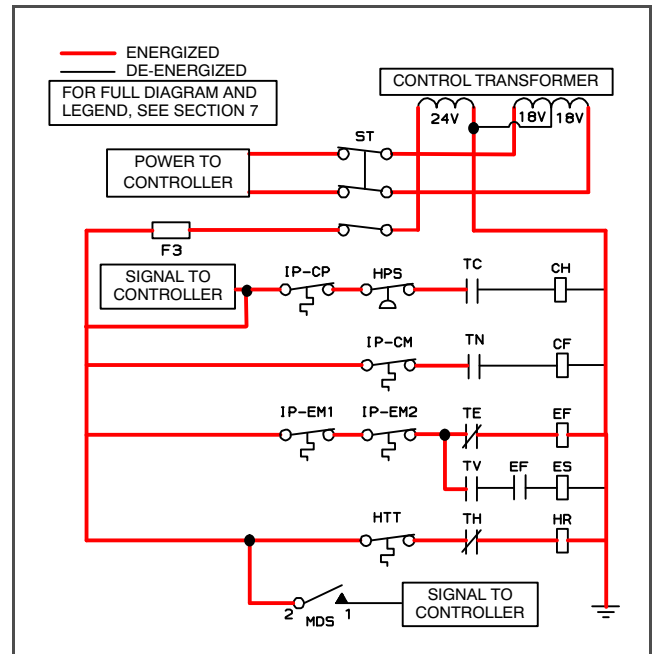 ENERGIZED
DE-ENERGIZED
FOR FULL DIAGRAM AND
LEGEND, SEE SECTION 7
CONTROL TRANSFORMER
24V
18V 18V
ST
POWER TO
CONTROLLER
F3
SIGNAL TO
CONTROLLER
IP-CP HPS TC CH
IP-CM TN CF
IP-EM1 IP-EM2 TE EF
TV EF ES
HTT TH HR
2 MDS 1
SIGNAL TO
CONTROLLER